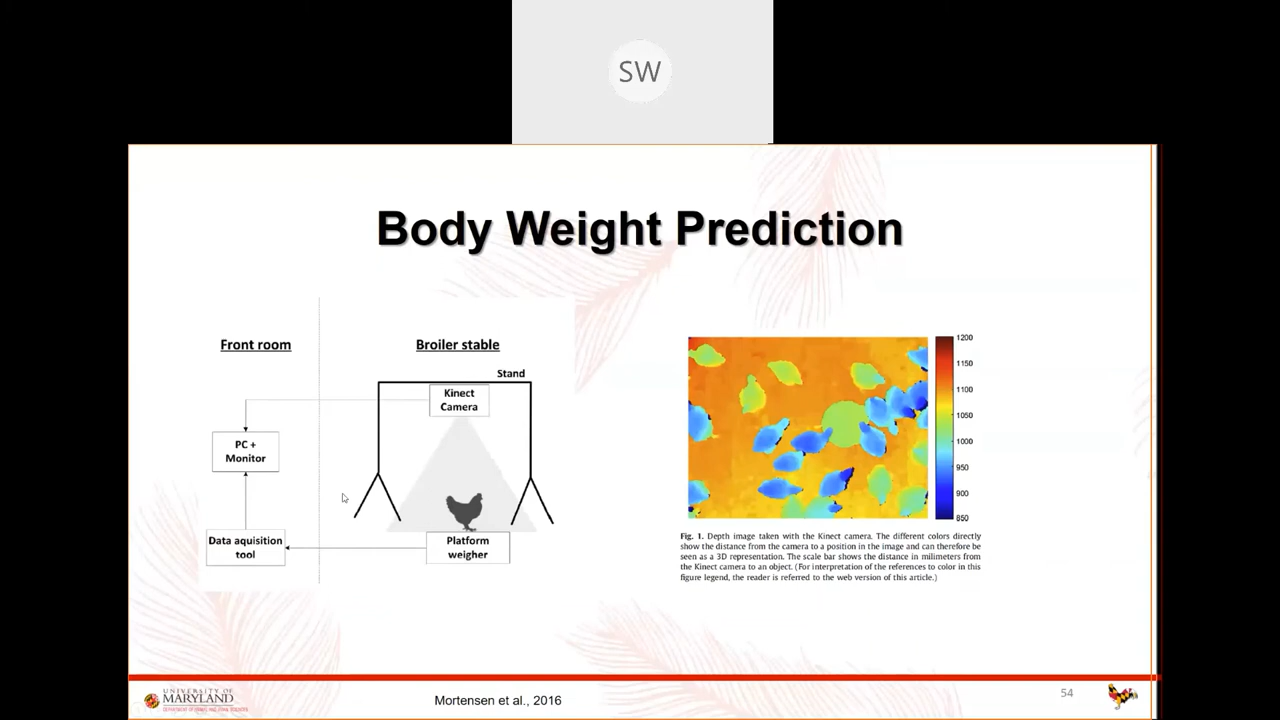 SW
Body Weight Prediction
Front room
Broiler stable
Stand
Kinect
Camera
PC +
Monitor
Data aquisition
tool
Platform
weigher
1200
1150
1100
1050
1000
950
900
850
Fig. 1. Depth image taken with the Kinect camera. The different colors directly
show the distance from the camera to a position in the image and can therefore be
seen as a 3D representation. The scale bar shows the distance in milimeters from
the Kinect camera to an object. (For interpretation of the references to color in this
figure legend, the reader is referred to the web version of this article.)
UNIVERSITY OF
MARYLAND
Mortensen et al., 2016
54